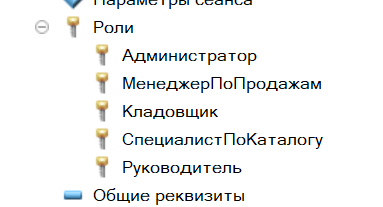 Параметры сеанса
Роли
Администратор
МенеджерПоПродажам
Кладовщик
СпециалистПоКаталогу
Руководитель
Общие реквизиты